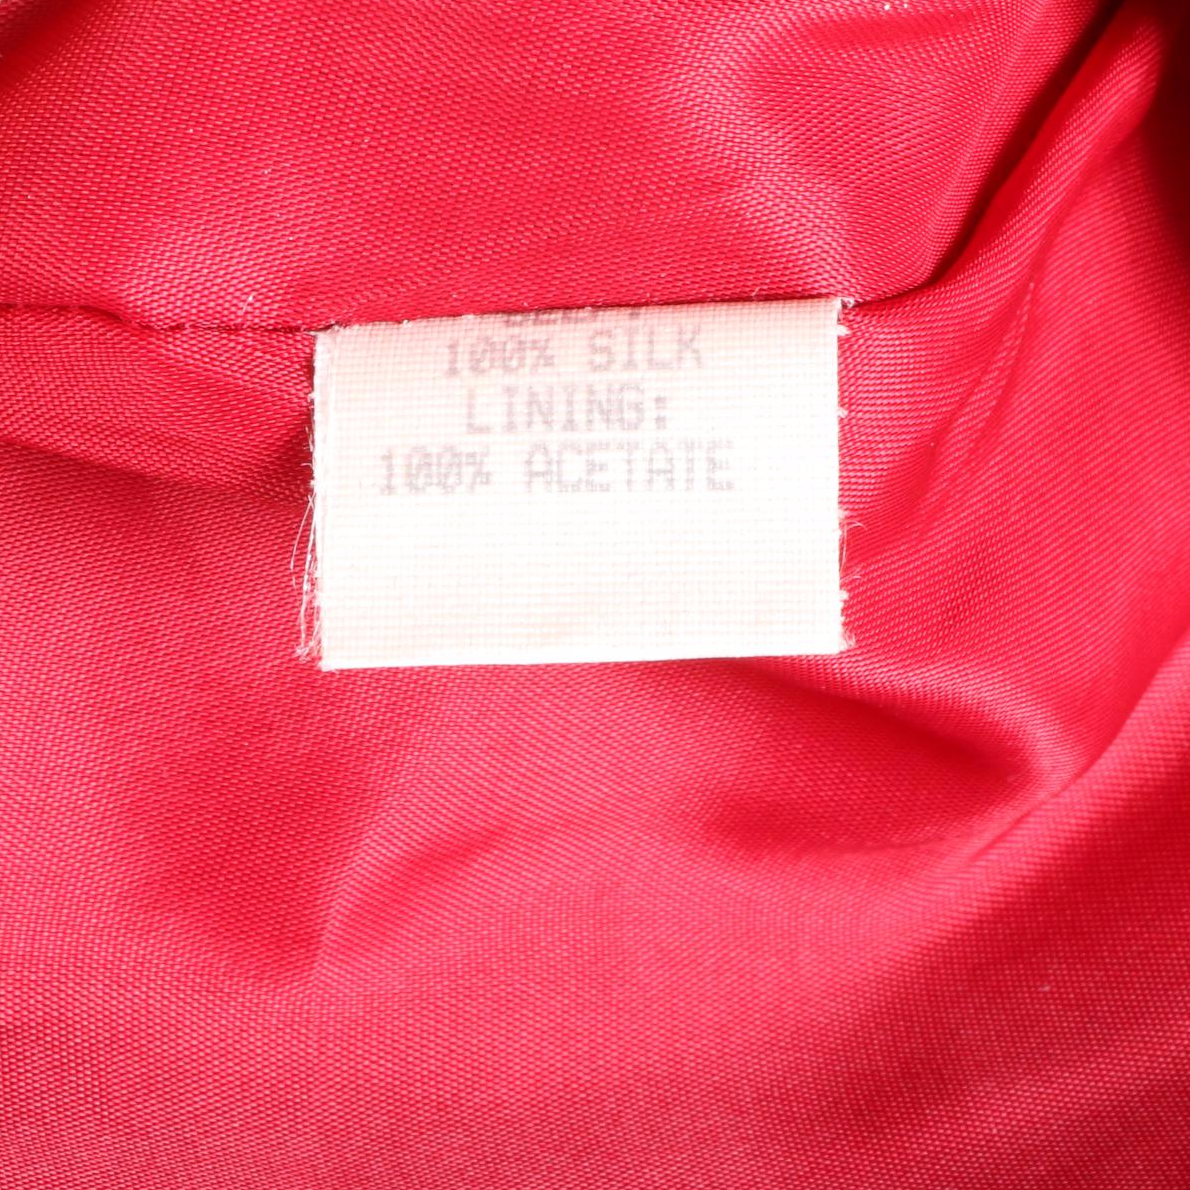 100% SILK
LINING:
100% ACETATE